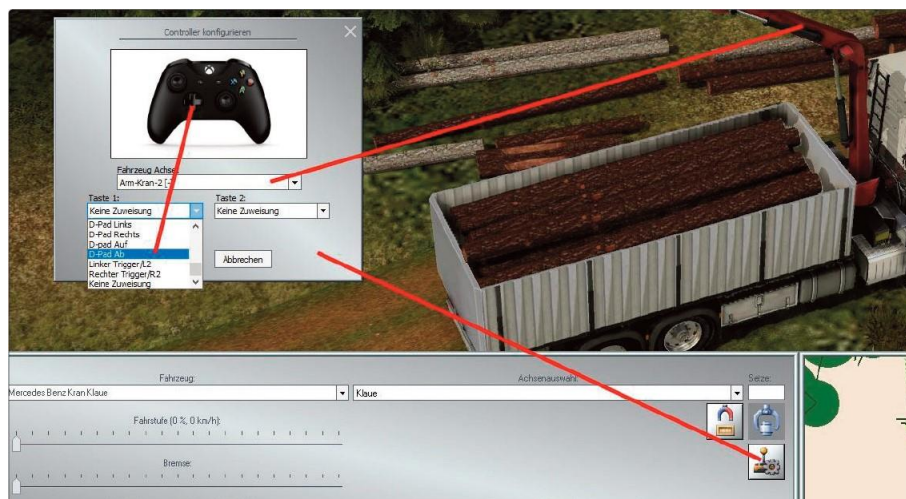 Controller konfigurieren
Fahrzeug Achse:
Arm-Kran-2 [-]
Taste 1:
Taste 2:
Keine Zuweisung
Keine Zuweisung
D-Pad Links
D-Pad Rechts
D-pad Auf
D-Pad Ab
Linker Trigger/L2
Rechter Trigger/R2
Keine Zuweisung
Abbrechen
Fahrzeug:
Achsenauswahl:
Mercedes Benz Kran Klaue
Klaue
Fahrstufe (0 %, 0 km/h):
Bremse: